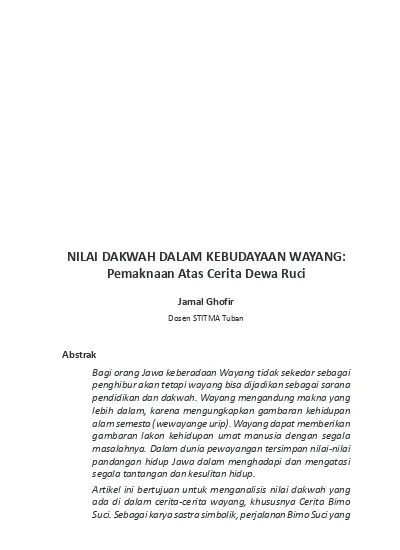 NILAI DAKWAH DALAM KEBUDAYAAN WAYANG:
Pemaknaan Atas Cerita Dewa Ruci
Jamal Ghofir
Dosen STITMA Tuban
Abstrak
Bagi orang Jawa keberadaan Wayang tidak sekedar sebagai
penghibur akan tetapi wayang bisa dijadikan sebagai sarana
pendidikan dan dakwah. Wayang mengandung makna yang
lebih dalam, karena mengungkapkan gambaran kehidupan
alam semesta (wewayange urip). Wayang dapat memberikan
gambaran lakon kehidupan umat manusia dengan segala
masalahnya. Dalam dunia pewayangan tersimpan nilai-nilai
pandangan hidup Jawa dalam menghadapi dan mengatasi
segala tantangan dan kesulitan hidup.
Artikel ini bertujuan untuk menganalisis nilai dakwah yang
ada di dalam cerita-cerita wayang, khususnya Cerita Bimo
Suci. Sebagai karya sastra simbolik, perjalanan Bimo Suci yang